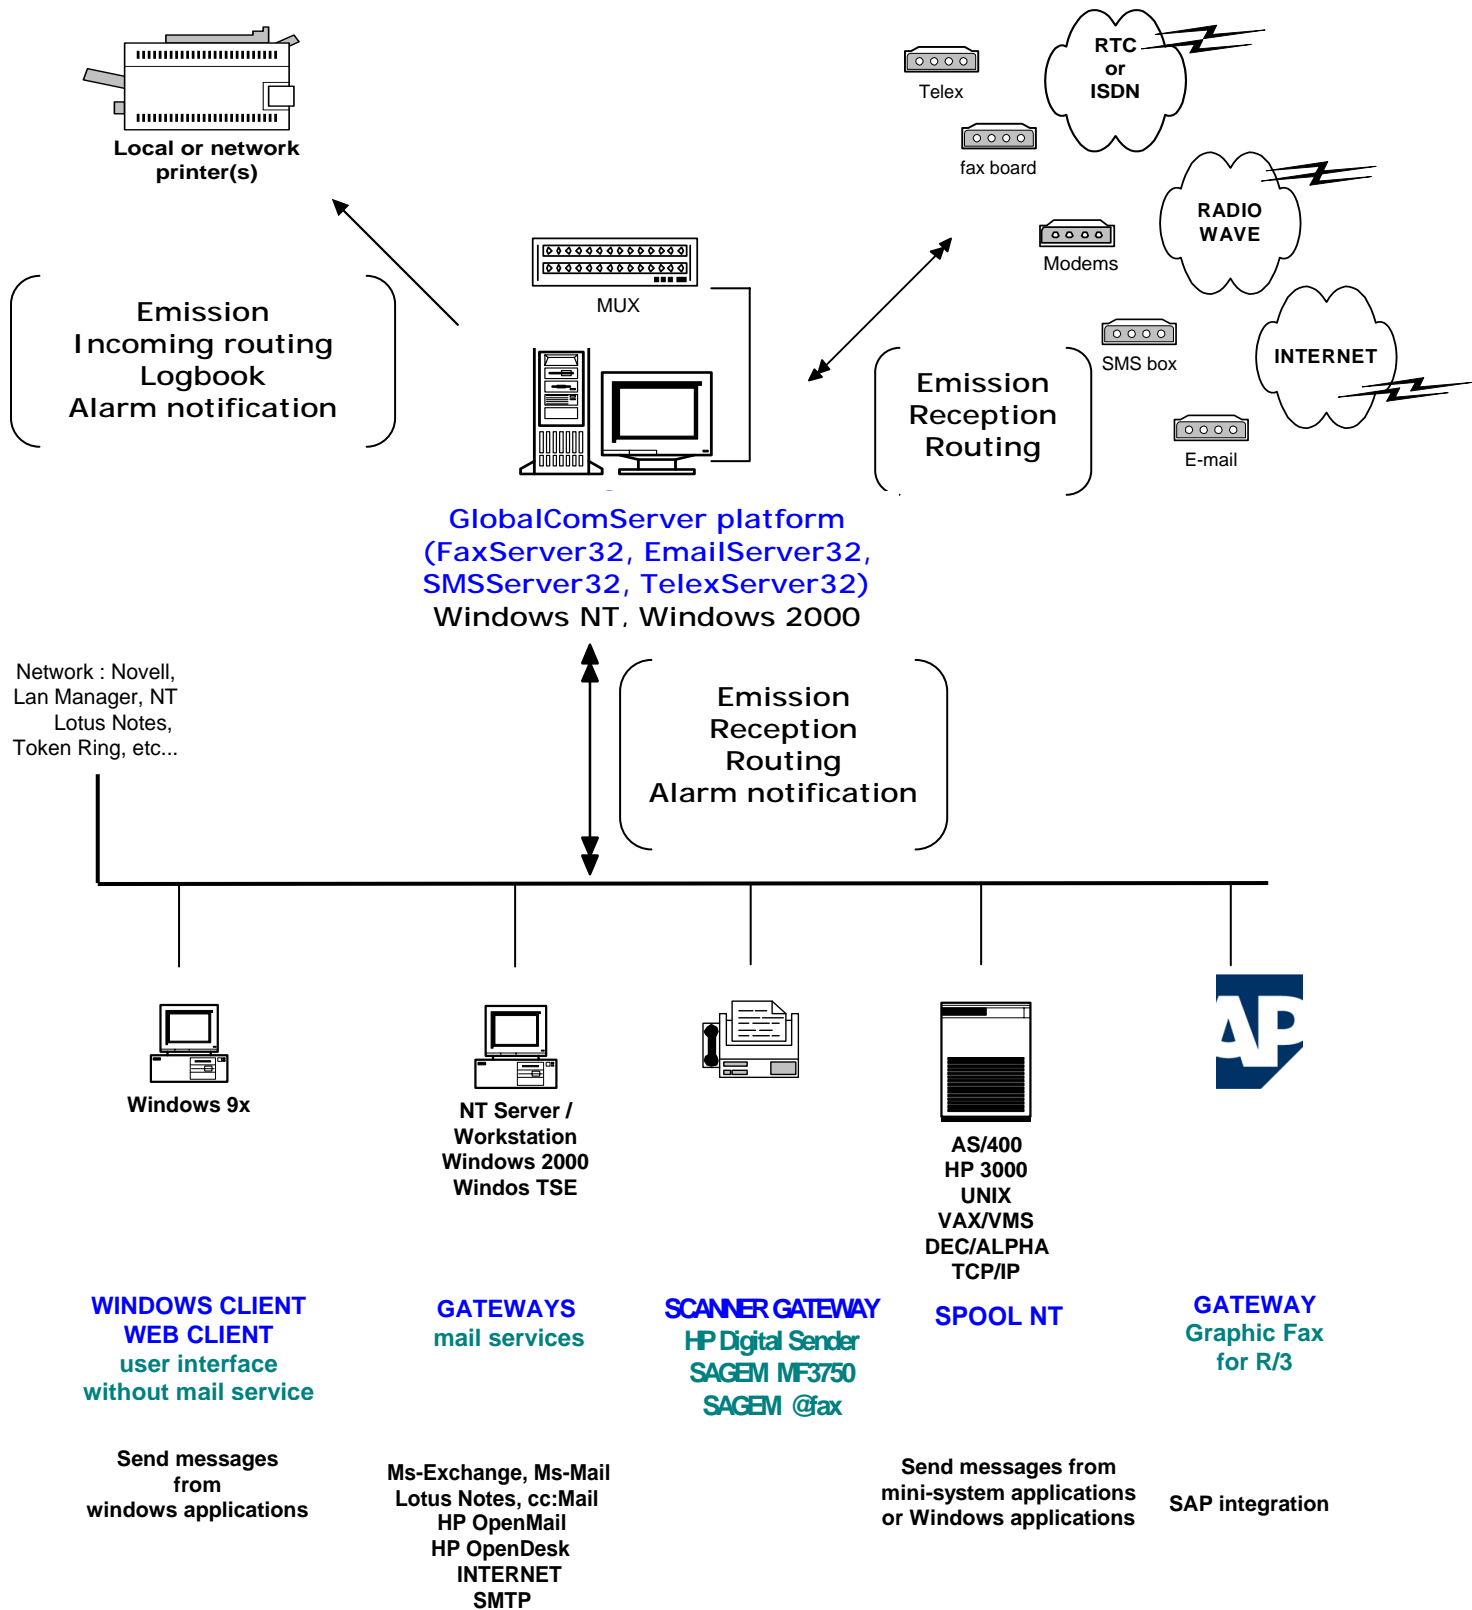 Local or network
printer(s)
Telex
fax board
Modems
SMS box
E-mail
RTC
or
ISDN
RADIO
WAVE
INTERNET
MUX
Emission
Incoming routing
Logbook
Alarm notification
Emission
Reception
Routing
GlobalComServer platform
(FaxServer32, EmailServer32,
SMSServer32, TelexServer32)
Windows NT, Windows 2000
Network : Novell,
Lan Manager, NT
Lotus Notes,
Token Ring, etc...
Emission
Reception
Routing
Alarm notification
Windows 9x
WINDOWS CLIENT
WEB CLIENT
user interface
without mail service
Send messages
from
windows applications
NT Server /
Workstation
Windows 2000
Windos TSE
GATEWAYS
mail services
Ms-Exchange, Ms-Mail
Lotus Notes, cc:Mail
HP OpenMail
HP OpenDesk
INTERNET
SMTP
SCANNER GATEWAY
HP Digital Sender
SAGEM MF3750
SAGEM @fax
AS/400
HP 3000
UNIX
VAX/VMS
DEC/ALPHA
TCP/IP
SPOOL NT
Send messages from
mini-system applications
or Windows applications
AP
GATEWAY
Graphic Fax
for R/3
SAP integration